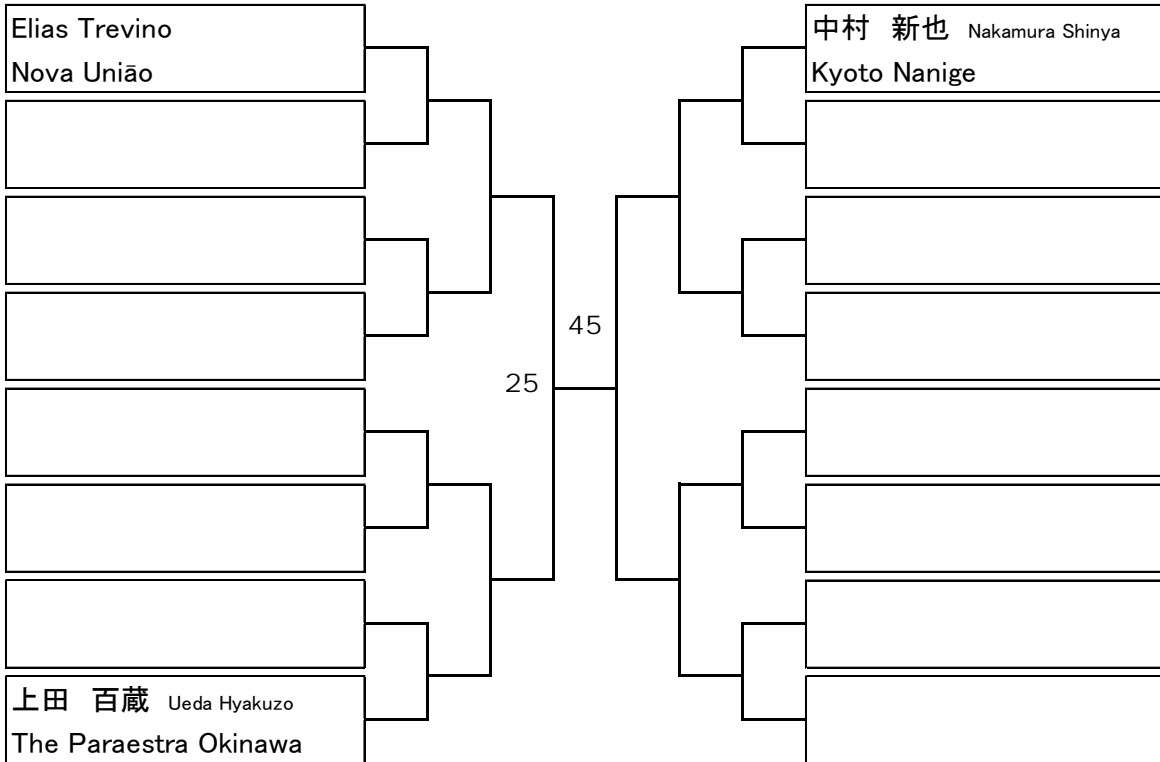 Elias Trevino
Nova União
中村　新也 Nakamura Shinya
Kyoto Nanige
45
25
上田　百蔵 Ueda Hyakuzo
The Paraestra Okinawa